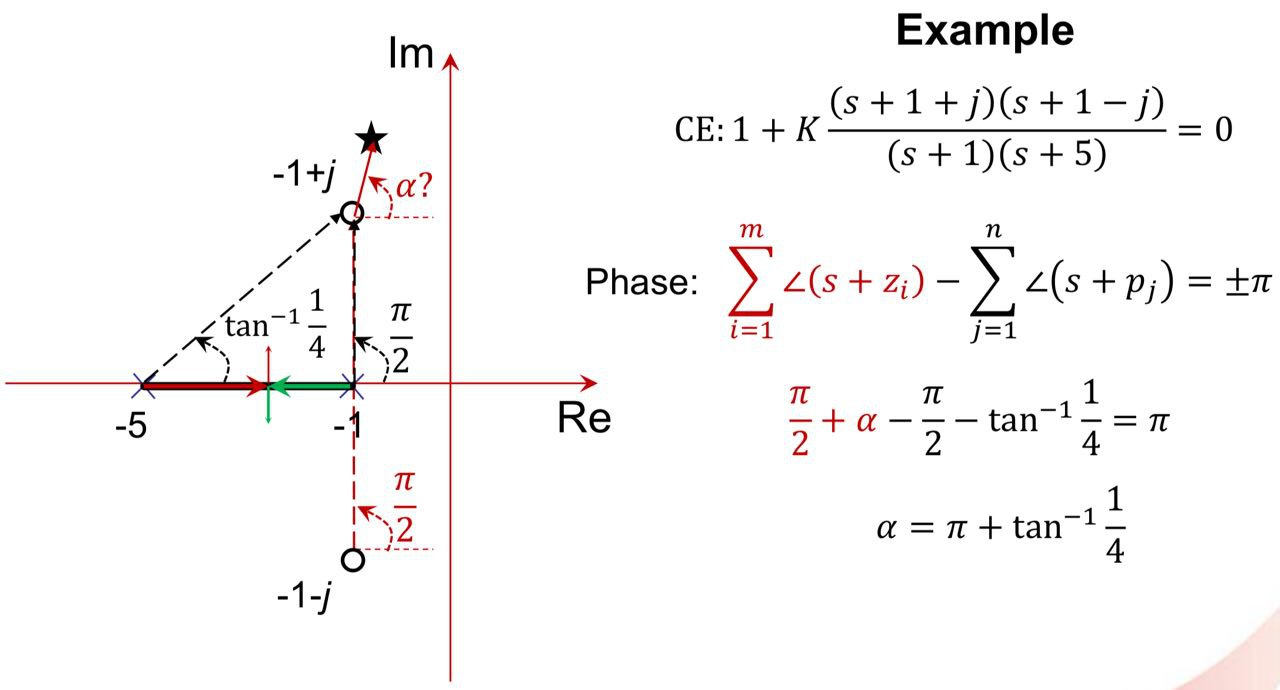 Example
Im
CE: 1 + K (s + 1 + j)(s + 1 − j) / (s + 1)(s + 5) = 0
-1+j
α?
Phase: ∑_{i=1}^{m} ∠(s + z_i) − ∑_{j=1}^{n} ∠(s + p_j) = ±π
tan⁻¹ 1/4
π/2
-5
-1
Re
π/2 + α − π/2 − tan⁻¹ 1/4 = π
π/2
α = π + tan⁻¹ 1/4
-1-j